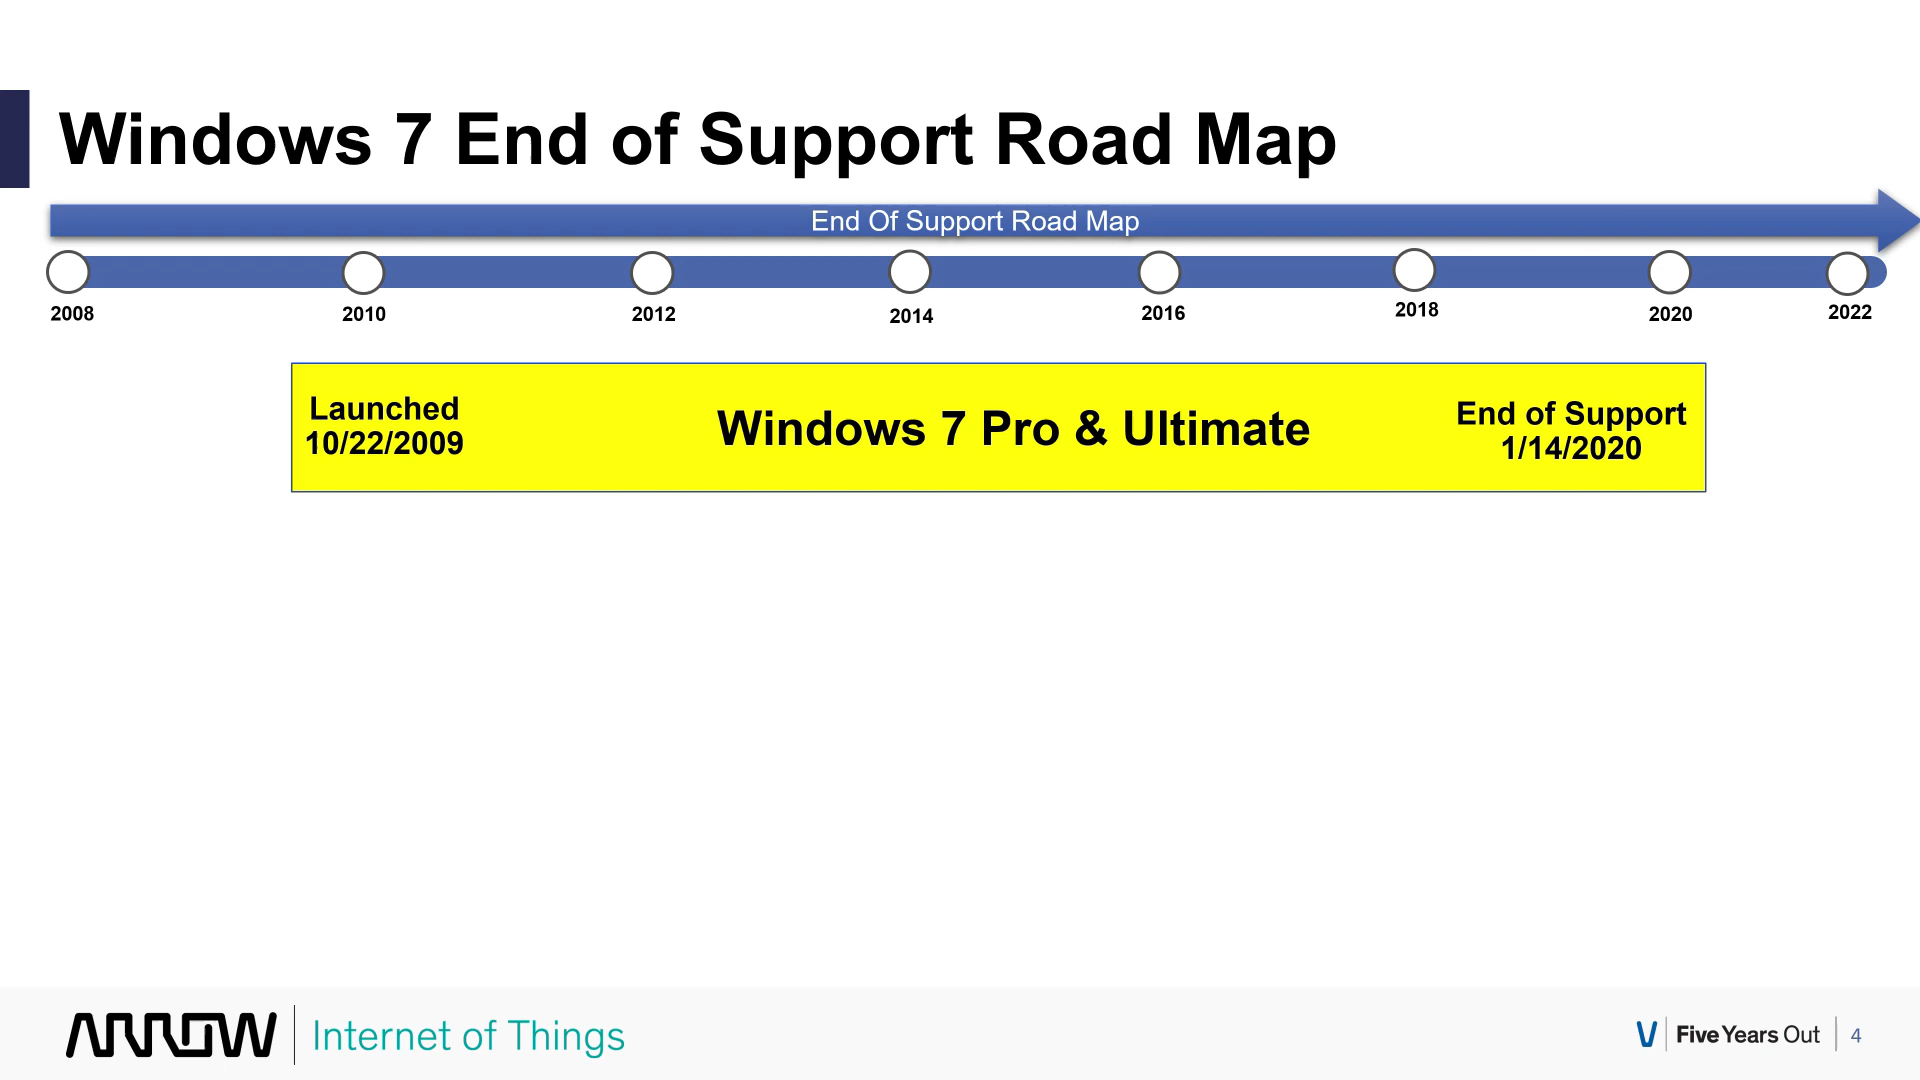 Windows 7 End of Support Road Map
End Of Support Road Map
2008 2010 2012 2014 2016 2018 2020 2022
Launched
10/22/2009
Windows 7 Pro & Ultimate
End of Support
1/14/2020
ARROW Internet of Things
V Five Years Out 4